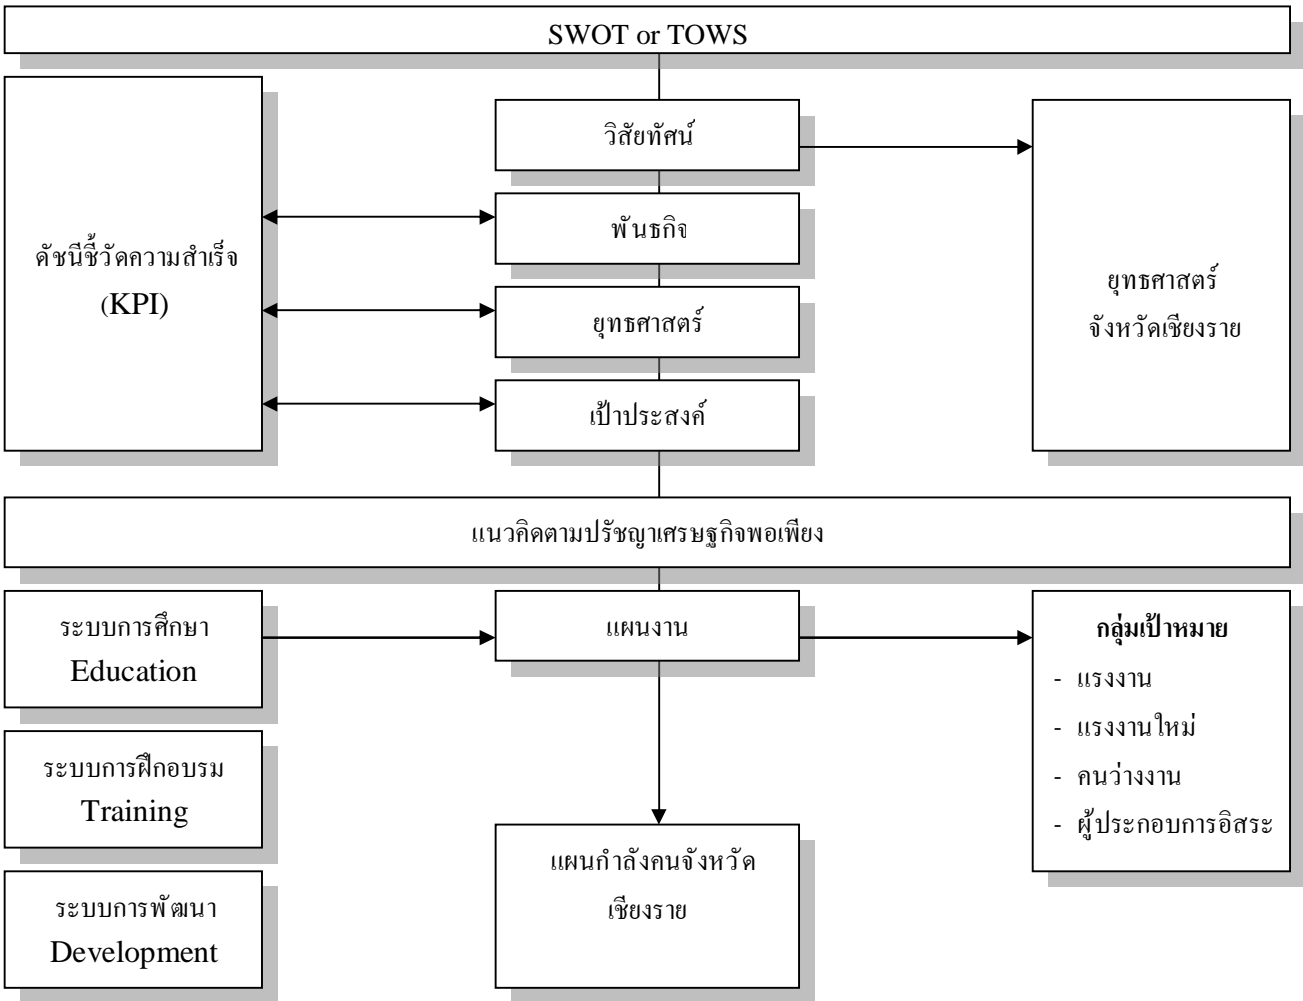 SWOT or TOWS
วิสัยทัศน์
พันธกิจ
ดัชนีชี้วัดความสำเร็จ
(KPI)
ยุทธศาสตร์
เป้าประสงค์
ยุทธศาสตร์
จังหวัดเชียงราย
แนวคิดตามปรัชญาเศรษฐกิจพอเพียง
ระบบการศึกษา
Education
ระบบการฝึกอบรม
Training
ระบบการพัฒนา
Development
แผนงาน
แผนกำลังคนจังหวัด
เชียงราย
กลุ่มเป้าหมาย
- แรงงาน
- แรงงานใหม่
- คนว่างงาน
- ผู้ประกอบการอิสระ